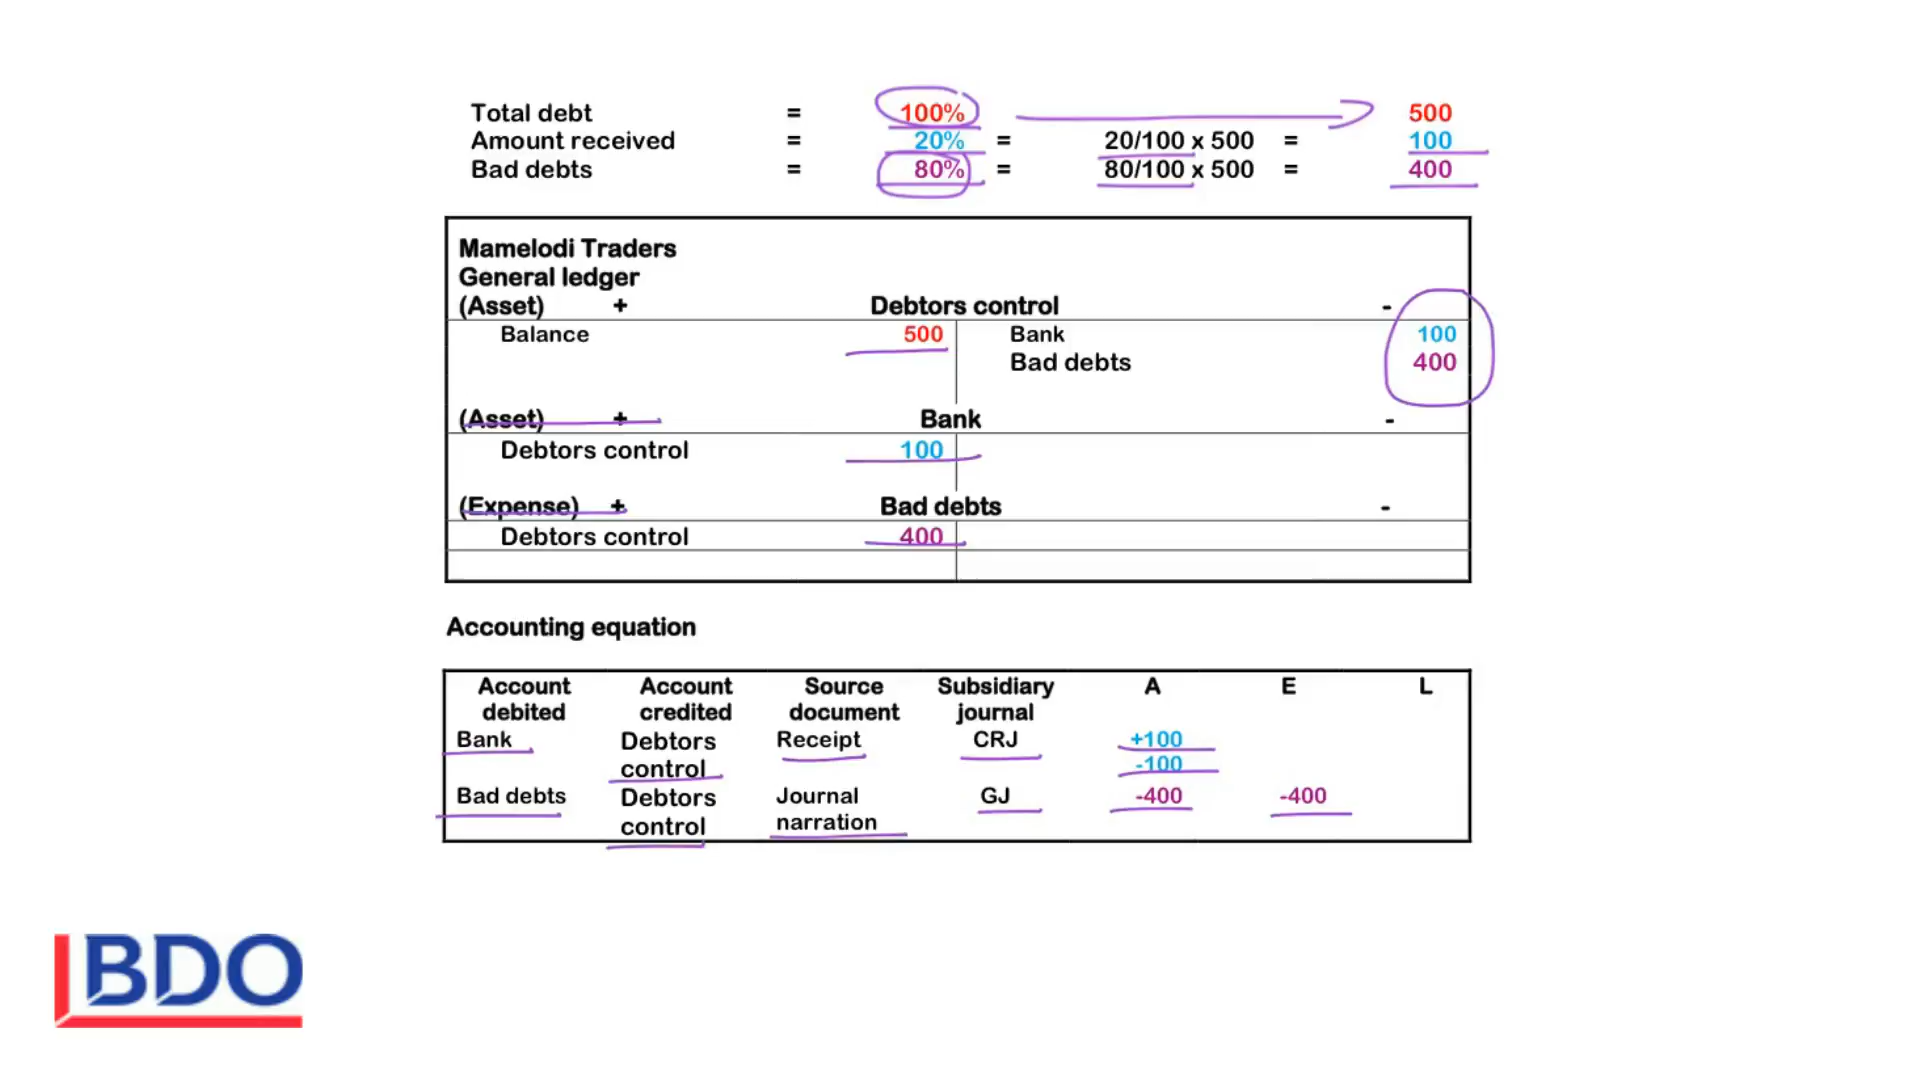 Total debt = 100% 500
Amount received = 20% = 20/100 x 500 = 100
Bad debts = 80% = 80/100 x 500 = 400
Mamelodi Traders
General ledger
(Asset) + Debtors control -
Balance 500 Bank 100
Bad debts 400
(Asset) + Bank -
Debtors control 100
(Expense) + Bad debts -
Debtors control 400
Accounting equation
Account debited Account credited Source document Subsidiary journal A E L
Bank Debtors control Receipt CRJ +100 -100
Bad debts Debtors control Journal narration GJ -400 -400
BDO